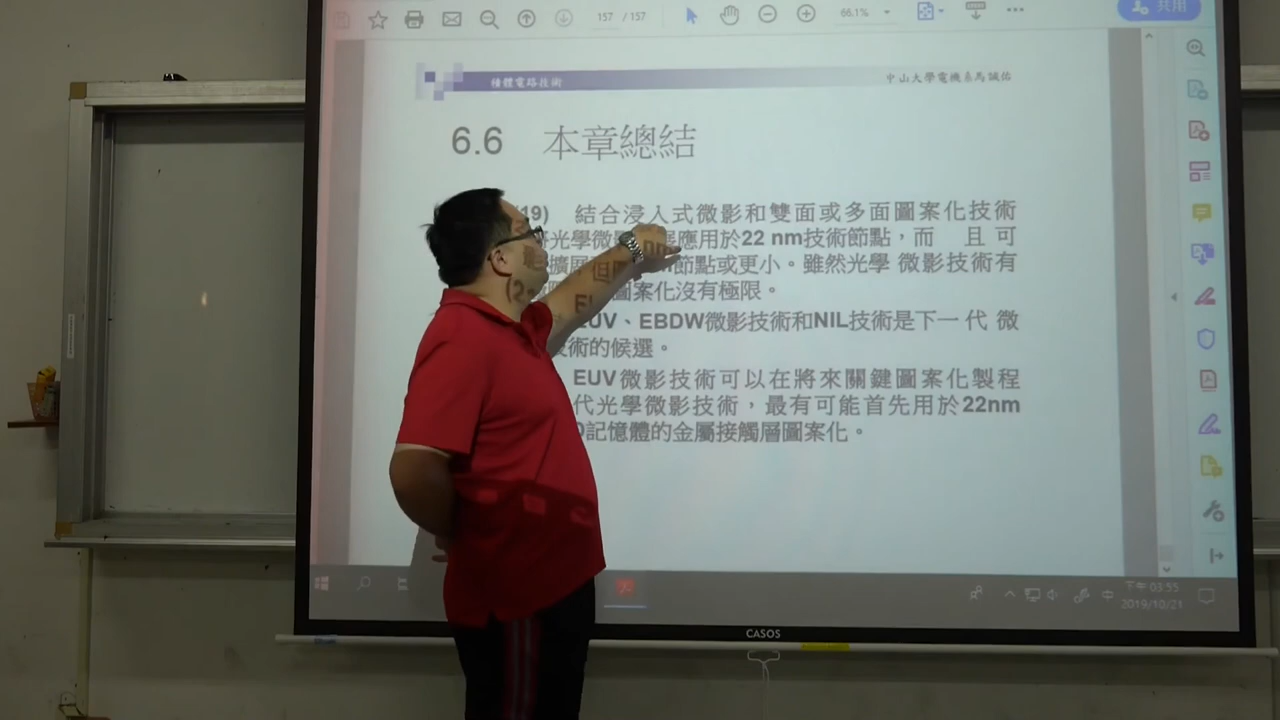 157 / 157
66.1%
共用
積體電路技術
中山大學電機系馬誠佑
6.6 本章總結
19) 結合浸入式微影和雙面或多面圖案化技術
光學微影 應用於22 nm技術節點，而 且 可
擴 節點或更小。雖然光學 微影技術有
圖案化沒有極限。
EUV、EBDW微影技術和NIL技術是下一 代 微
技術的候選。
EUV微影技術可以在將來關鍵圖案化製程
代光學微影技術，最有可能首先用於22nm
記憶體的金屬接觸層圖案化。
中
下午 03:55
2019/10/21
CASOS